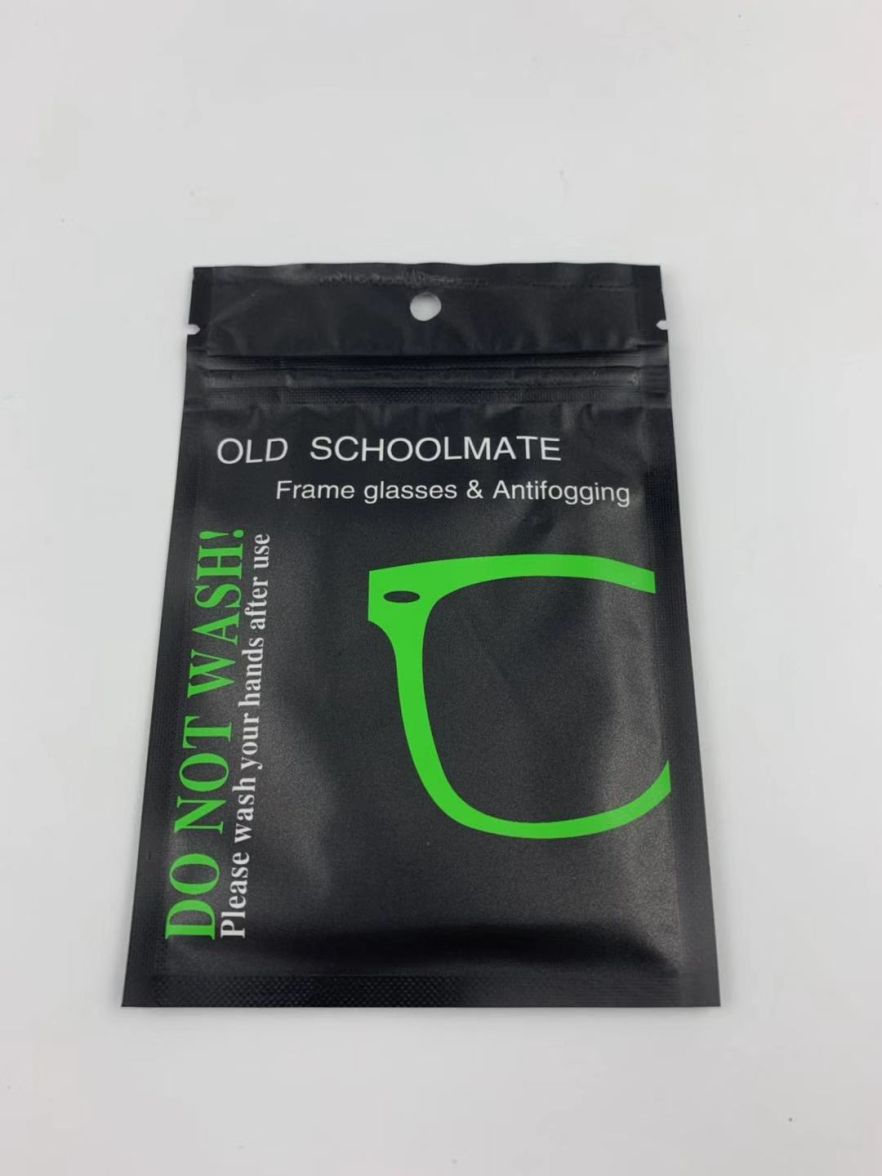 OLD SCHOOLMATE
Frame glasses & Antifogging
DO NOT WASH!
Please wash your hands after use